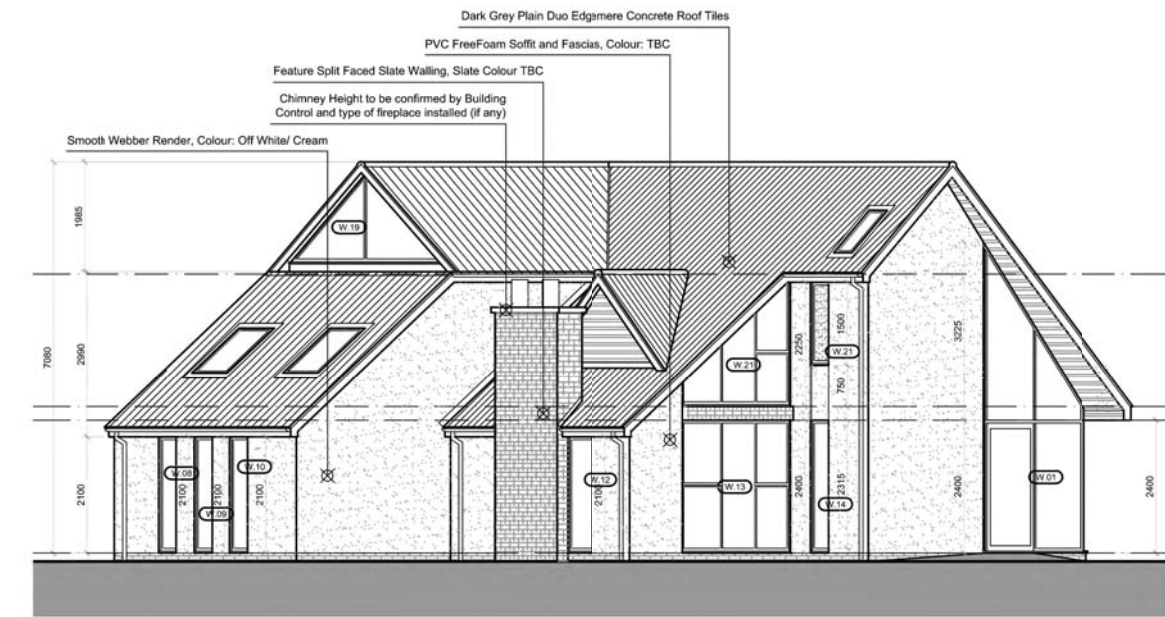 Dark Grey Plain Duo Edgemere Concrete Roof Tiles
PVC FreeFoam Soffit and Fascias, Colour: TBC
Feature Split Faced Slate Walling, Slate Colour TBC
Chimney Height to be confirmed by Building
Control and type of fireplace installed (if any)
Smooth Webber Render, Colour: Off White/ Cream
1985
7080
2990
2100
W.19
W.08
2100
W.09
2100
W.10
2100
W.12
2100
W.21
2250
W.13
2400
1500
W.21
750
2315
W.14
3225
2400
W.01
2400